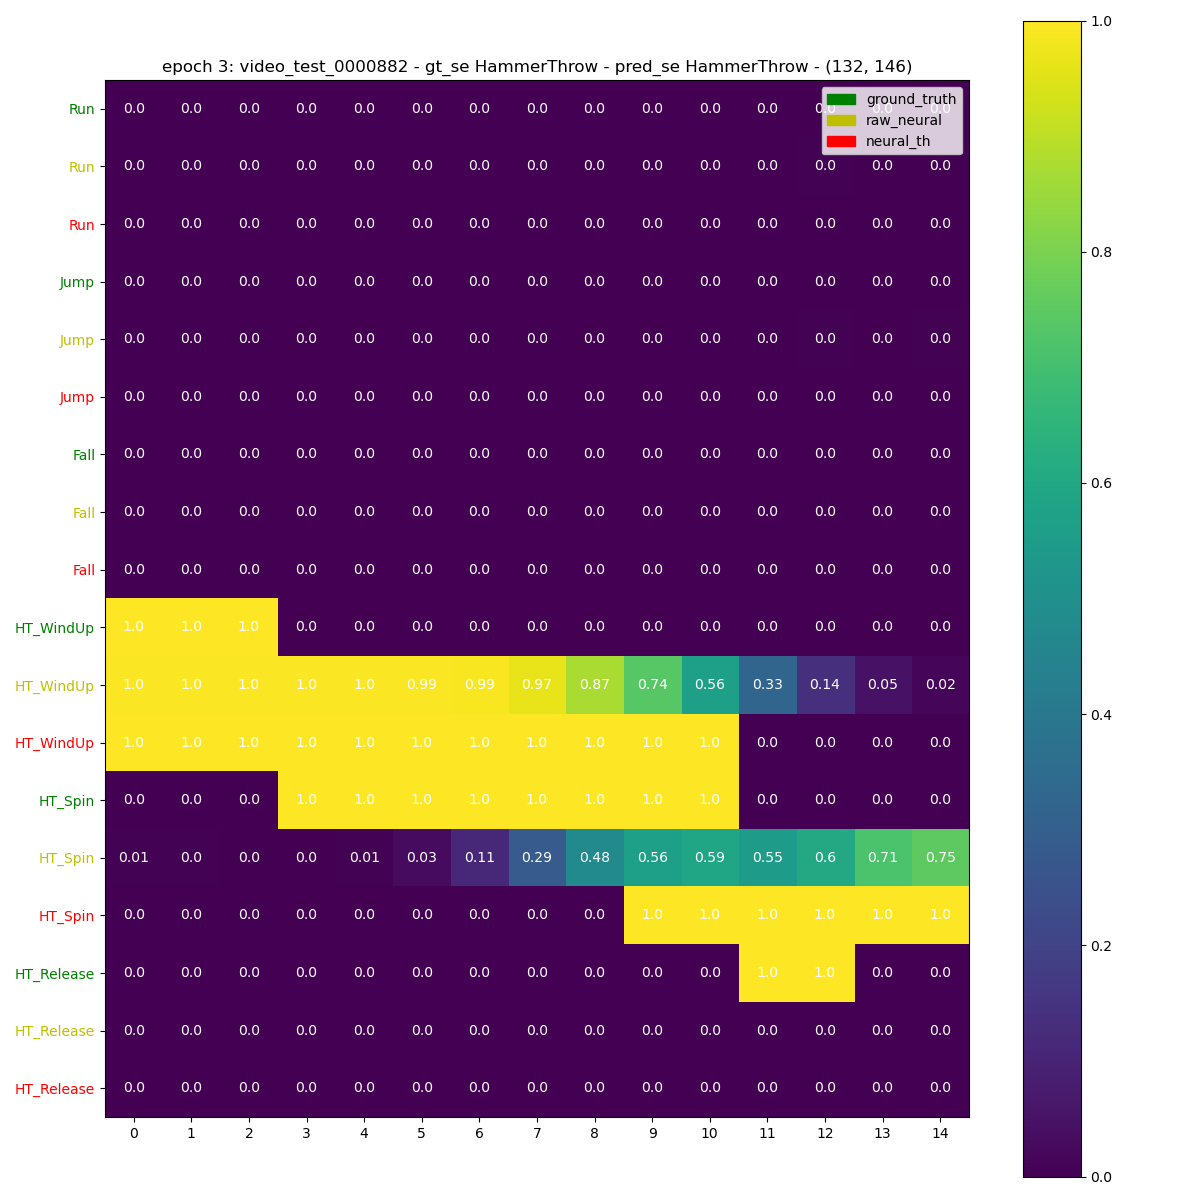 epoch 3: video_test_0000882 - gt_se HammerThrow - pred_se HammerThrow - (132, 146)
ground_truth
raw_neural
neural_th
Run 0.0 0.0 0.0 0.0 0.0 0.0 0.0 0.0 0.0 0.0 0.0 0.0 0.0 0.0 0.0
Run 0.0 0.0 0.0 0.0 0.0 0.0 0.0 0.0 0.0 0.0 0.0 0.0 0.0 0.0 0.0
Run 0.0 0.0 0.0 0.0 0.0 0.0 0.0 0.0 0.0 0.0 0.0 0.0 0.0 0.0 0.0
Jump 0.0 0.0 0.0 0.0 0.0 0.0 0.0 0.0 0.0 0.0 0.0 0.0 0.0 0.0 0.0
Jump 0.0 0.0 0.0 0.0 0.0 0.0 0.0 0.0 0.0 0.0 0.0 0.0 0.0 0.0 0.0
Jump 0.0 0.0 0.0 0.0 0.0 0.0 0.0 0.0 0.0 0.0 0.0 0.0 0.0 0.0 0.0
Fall 0.0 0.0 0.0 0.0 0.0 0.0 0.0 0.0 0.0 0.0 0.0 0.0 0.0 0.0 0.0
Fall 0.0 0.0 0.0 0.0 0.0 0.0 0.0 0.0 0.0 0.0 0.0 0.0 0.0 0.0 0.0
Fall 0.0 0.0 0.0 0.0 0.0 0.0 0.0 0.0 0.0 0.0 0.0 0.0 0.0 0.0 0.0
HT_WindUp 1.0 1.0 1.0 0.0 0.0 0.0 0.0 0.0 0.0 0.0 0.0 0.0 0.0 0.0 0.0
HT_WindUp 1.0 1.0 1.0 1.0 1.0 0.99 0.99 0.97 0.87 0.74 0.56 0.33 0.14 0.05 0.02
HT_WindUp 1.0 1.0 1.0 1.0 1.0 1.0 1.0 1.0 1.0 1.0 1.0 0.0 0.0 0.0 0.0
HT_Spin 0.0 0.0 0.0 1.0 1.0 1.0 1.0 1.0 1.0 1.0 1.0 0.0 0.0 0.0 0.0
HT_Spin 0.01 0.0 0.0 0.0 0.01 0.03 0.11 0.29 0.48 0.56 0.59 0.55 0.6 0.71 0.75
HT_Spin 0.0 0.0 0.0 0.0 0.0 0.0 0.0 0.0 0.0 1.0 1.0 1.0 1.0 1.0 1.0
HT_Release 0.0 0.0 0.0 0.0 0.0 0.0 0.0 0.0 0.0 0.0 0.0 1.0 1.0 0.0 0.0
HT_Release 0.0 0.0 0.0 0.0 0.0 0.0 0.0 0.0 0.0 0.0 0.0 0.0 0.0 0.0 0.0
HT_Release 0.0 0.0 0.0 0.0 0.0 0.0 0.0 0.0 0.0 0.0 0.0 0.0 0.0 0.0 0.0
0 1 2 3 4 5 6 7 8 9 10 11 12 13 14
1.0
0.8
0.6
0.4
0.2
0.0